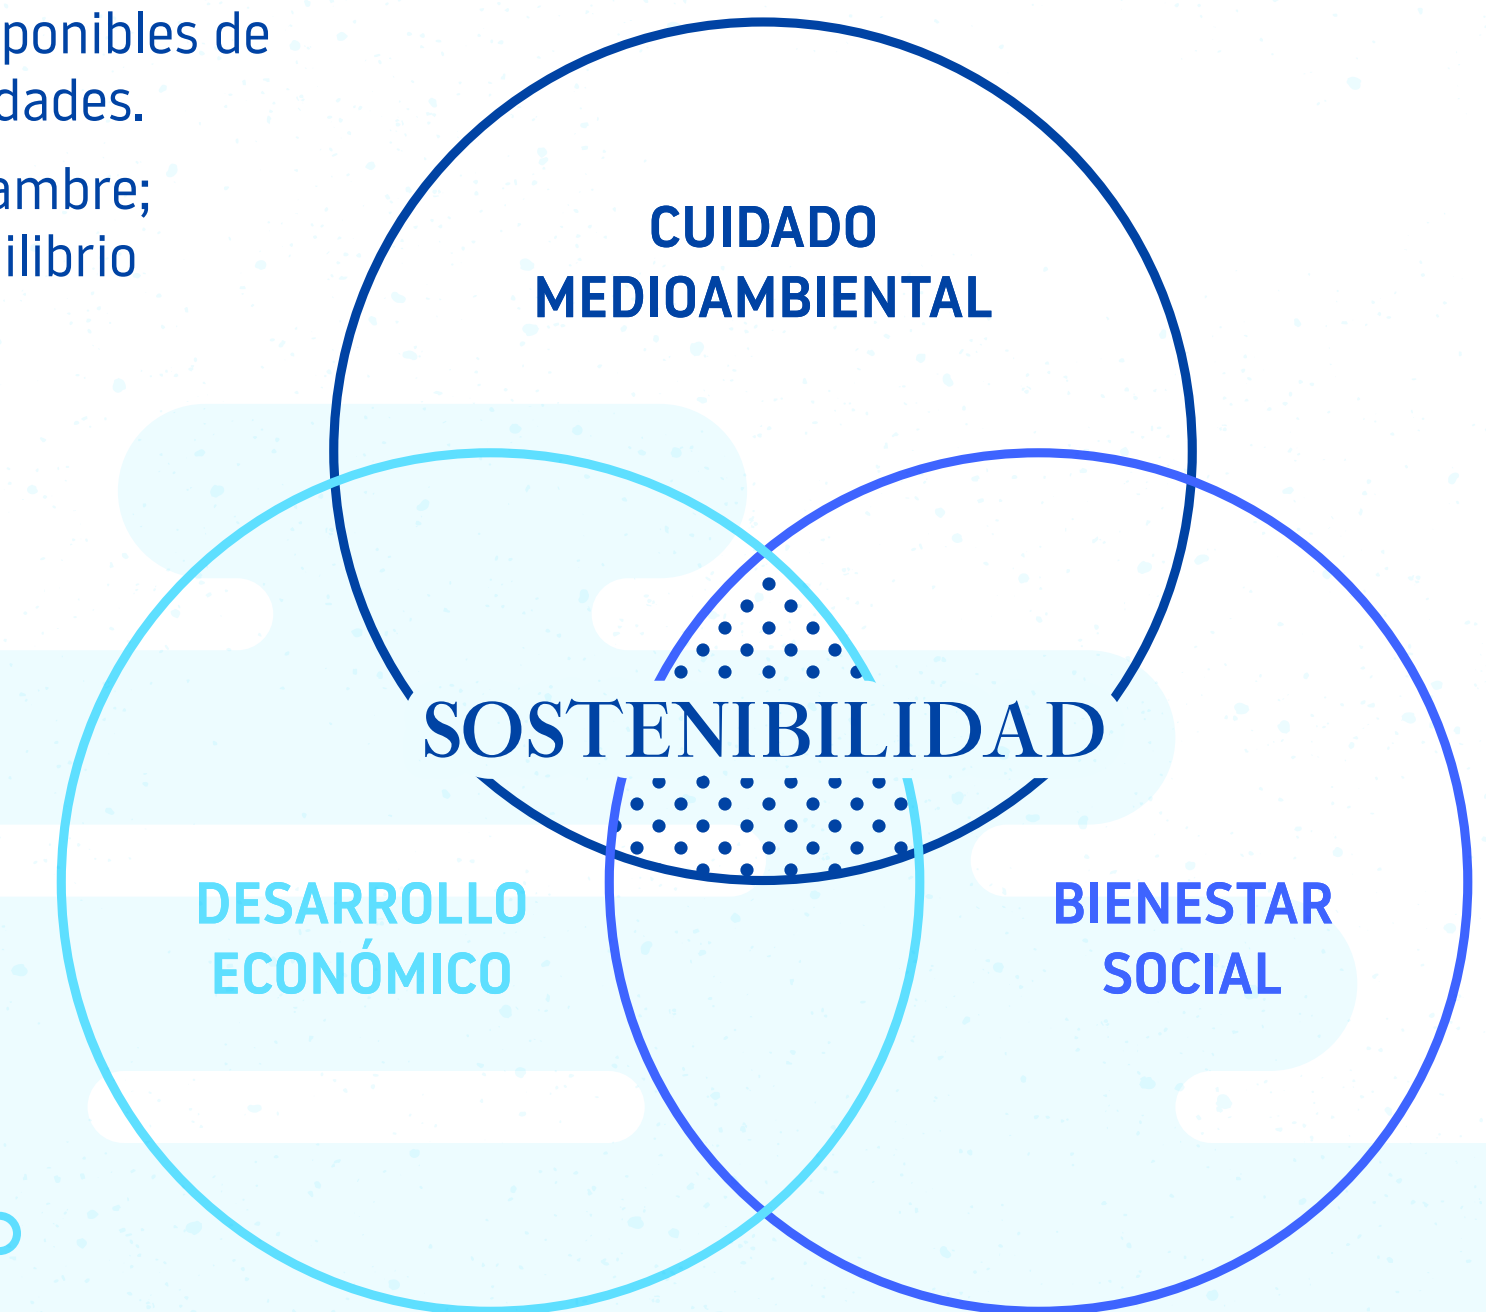 ponibles de
dades.
ambre;
ilibrio
CUIDADO
MEDIOAMBIENTAL
SOSTENIBILIDAD
DESARROLLO
ECONÓMICO
BIENESTAR
SOCIAL